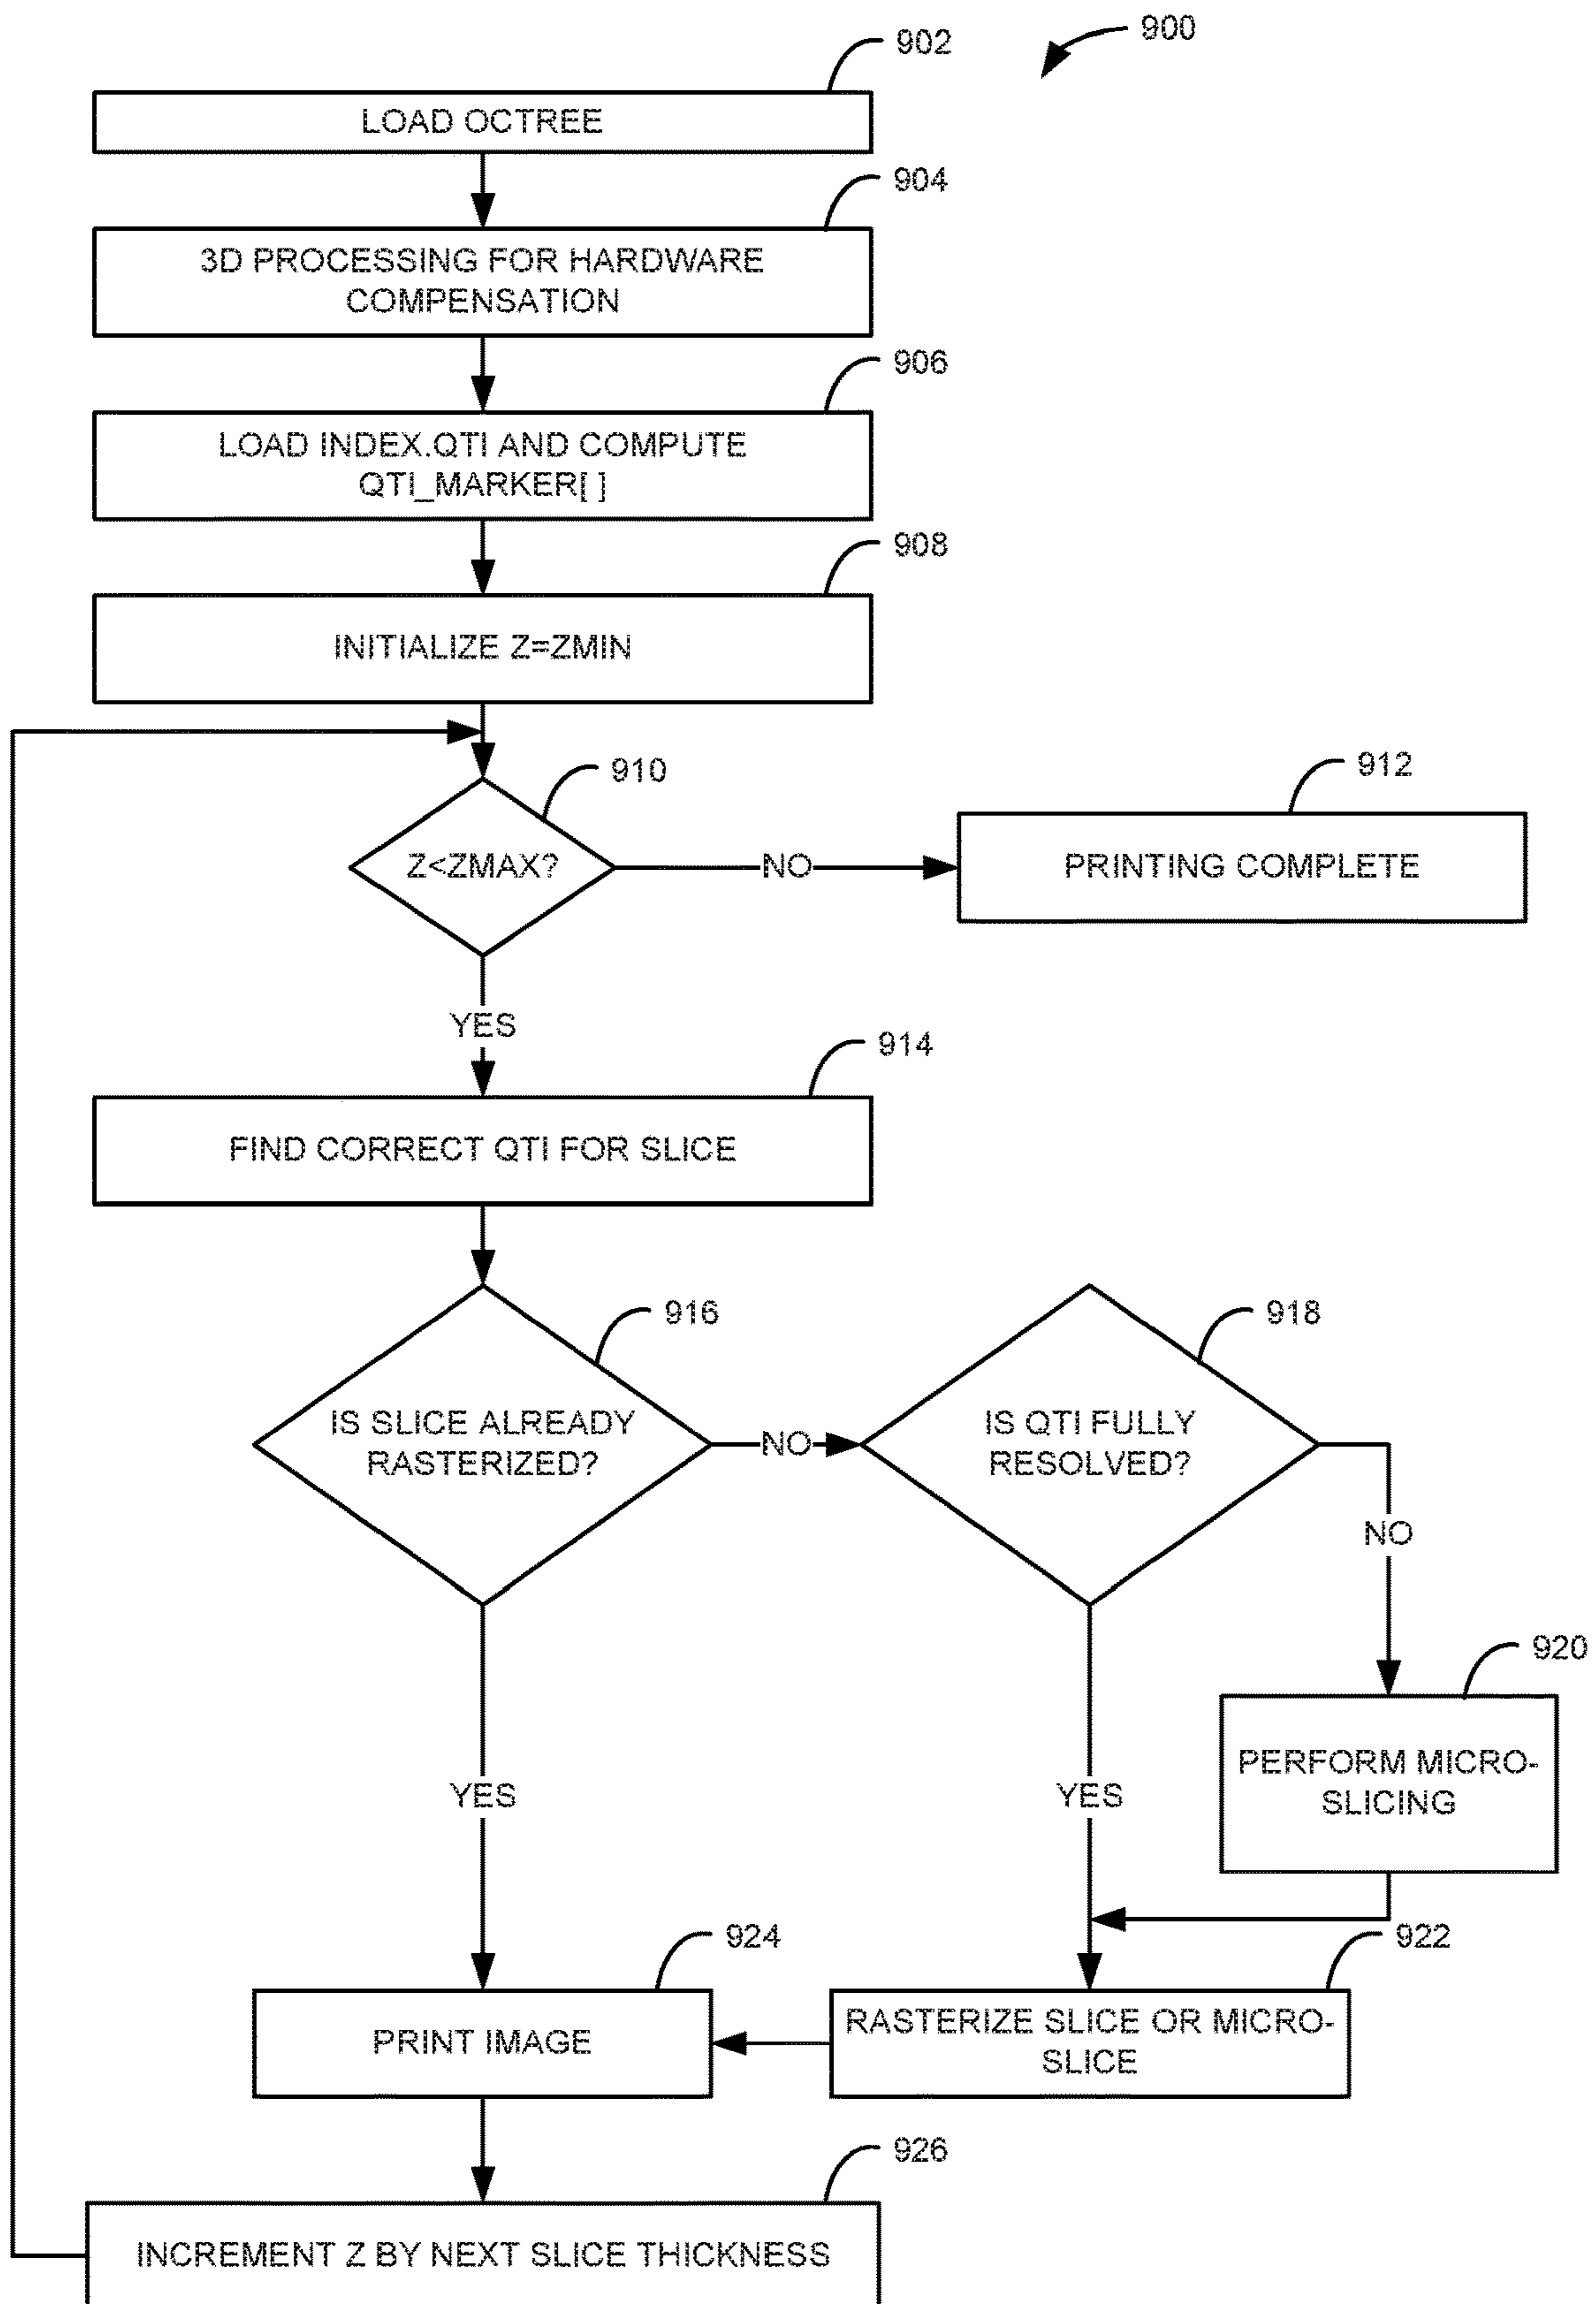 900
902
LOAD OCTREE
904
3D PROCESSING FOR HARDWARE
COMPENSATION
906
LOAD INDEX.QTI AND COMPUTE
QTI_MARKER[ ]
908
INITIALIZE Z=ZMIN
910
Z<ZMAX?
NO
912
PRINTING COMPLETE
YES
914
FIND CORRECT QTI FOR SLICE
916
IS SLICE ALREADY
RASTERIZED?
NO
918
IS QTI FULLY
RESOLVED?
NO
920
PERFORM MICRO-
SLICING
YES
YES
922
RASTERIZE SLICE OR MICRO-
SLICE
924
PRINT IMAGE
926
INCREMENT Z BY NEXT SLICE THICKNESS